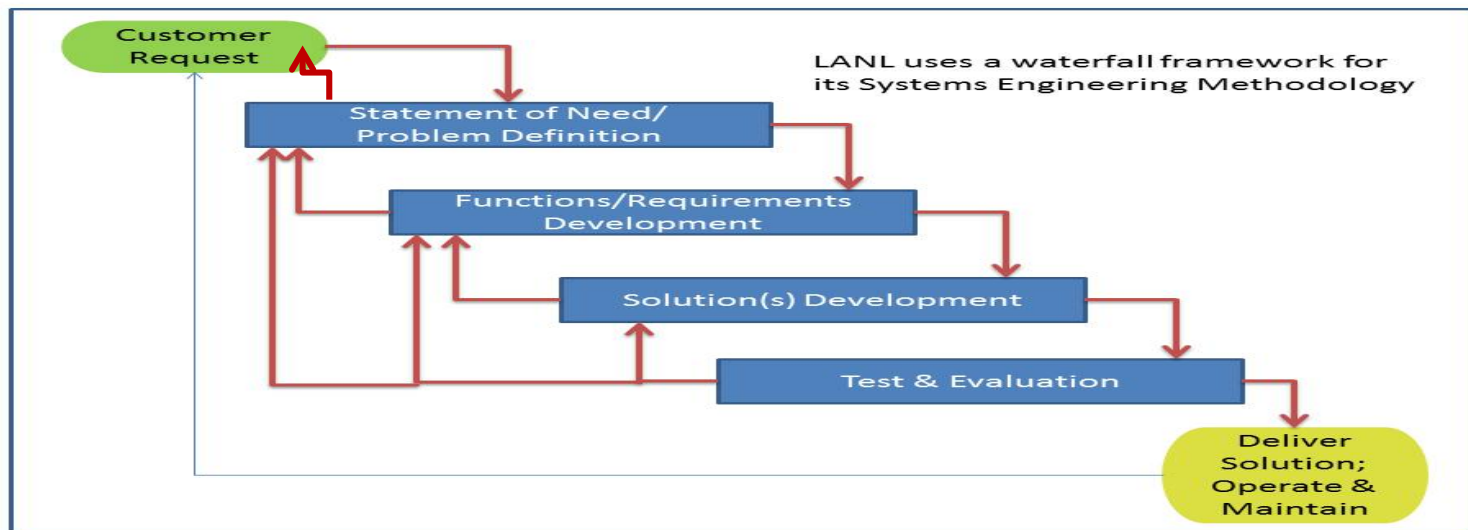 Customer
Request
LANL uses a waterfall framework for
its Systems Engineering Methodology
Statement of Need/
Problem Definition
Functions/Requirements
Development
Solution(s) Development
Test & Evaluation
Deliver
Solution;
Operate &
Maintain